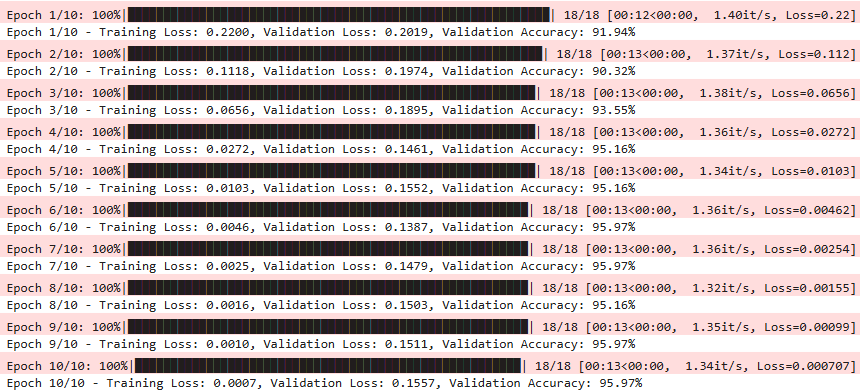 Epoch 1/10: 100%|██████████| 18/18 [00:12<00:00, 1.40it/s, Loss=0.22]
Epoch 1/10 - Training Loss: 0.2200, Validation Loss: 0.2019, Validation Accuracy: 91.94%
Epoch 2/10: 100%|██████████| 18/18 [00:13<00:00, 1.37it/s, Loss=0.112]
Epoch 2/10 - Training Loss: 0.1118, Validation Loss: 0.1974, Validation Accuracy: 90.32%
Epoch 3/10: 100%|██████████| 18/18 [00:13<00:00, 1.38it/s, Loss=0.0656]
Epoch 3/10 - Training Loss: 0.0656, Validation Loss: 0.1895, Validation Accuracy: 93.55%
Epoch 4/10: 100%|██████████| 18/18 [00:13<00:00, 1.36it/s, Loss=0.0272]
Epoch 4/10 - Training Loss: 0.0272, Validation Loss: 0.1461, Validation Accuracy: 95.16%
Epoch 5/10: 100%|██████████| 18/18 [00:13<00:00, 1.34it/s, Loss=0.0103]
Epoch 5/10 - Training Loss: 0.0103, Validation Loss: 0.1552, Validation Accuracy: 95.16%
Epoch 6/10: 100%|██████████| 18/18 [00:13<00:00, 1.36it/s, Loss=0.00462]
Epoch 6/10 - Training Loss: 0.0046, Validation Loss: 0.1387, Validation Accuracy: 95.97%
Epoch 7/10: 100%|██████████| 18/18 [00:13<00:00, 1.36it/s, Loss=0.00254]
Epoch 7/10 - Training Loss: 0.0025, Validation Loss: 0.1479, Validation Accuracy: 95.97%
Epoch 8/10: 100%|██████████| 18/18 [00:13<00:00, 1.32it/s, Loss=0.00155]
Epoch 8/10 - Training Loss: 0.0016, Validation Loss: 0.1503, Validation Accuracy: 95.16%
Epoch 9/10: 100%|██████████| 18/18 [00:13<00:00, 1.35it/s, Loss=0.00099]
Epoch 9/10 - Training Loss: 0.0010, Validation Loss: 0.1511, Validation Accuracy: 95.97%
Epoch 10/10: 100%|██████████| 18/18 [00:13<00:00, 1.34it/s, Loss=0.000707]
Epoch 10/10 - Training Loss: 0.0007, Validation Loss: 0.1557, Validation Accuracy: 95.97%